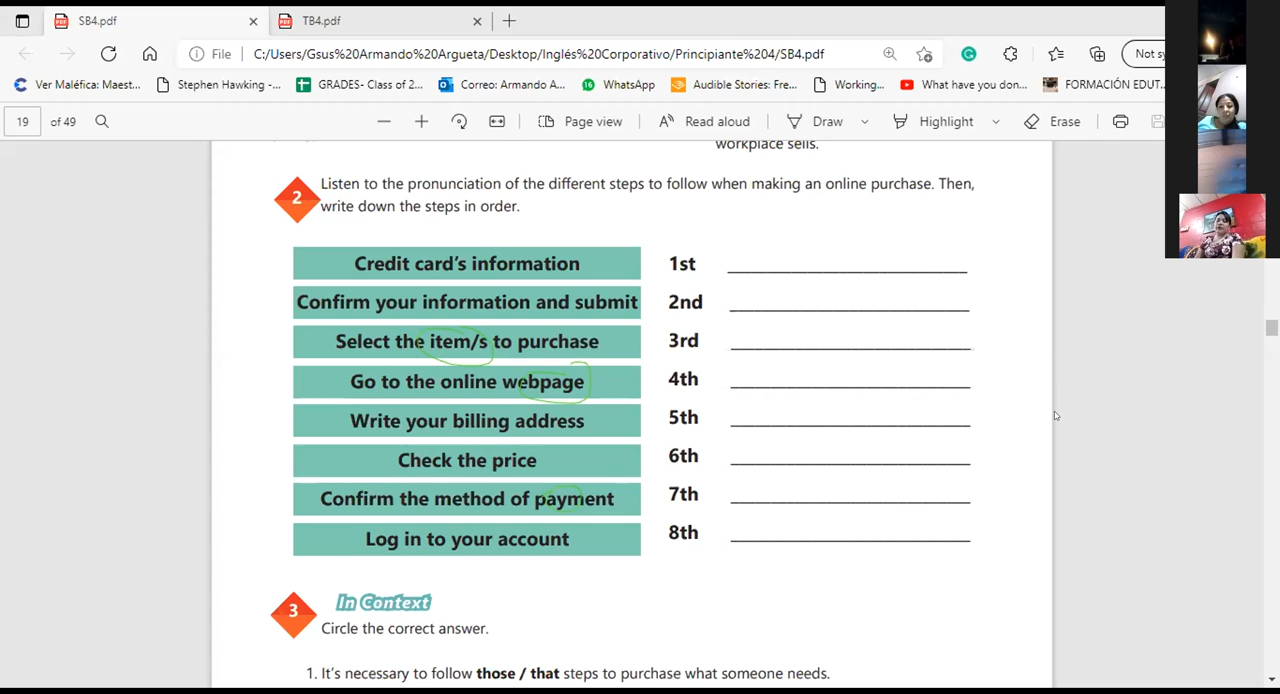 SB4.pdf
TB4.pdf
File C:/Users/Gsus%20Armando%20Argueta/Desktop/Inglés%20Corporativo/Principiante%204/SB4.pdf Not sy
Ver Maléfica: Maest... Stephen Hawking -... GRADES- Class of 2... Correo: Armando A... WhatsApp Audible Stories: Fre... Working... What have you don... FORMACIÓN EDUT...
19 of 49 Page view Read aloud Draw Highlight Erase
workplace sells.
2 Listen to the pronunciation of the different steps to follow when making an online purchase. Then,
write down the steps in order.
Credit card's information 1st
Confirm your information and submit 2nd
Select the item/s to purchase 3rd
Go to the online webpage 4th
Write your billing address 5th
Check the price 6th
Confirm the method of payment 7th
Log in to your account 8th
3 In Context
Circle the correct answer.
1. It's necessary to follow those / that steps to purchase what someone needs.